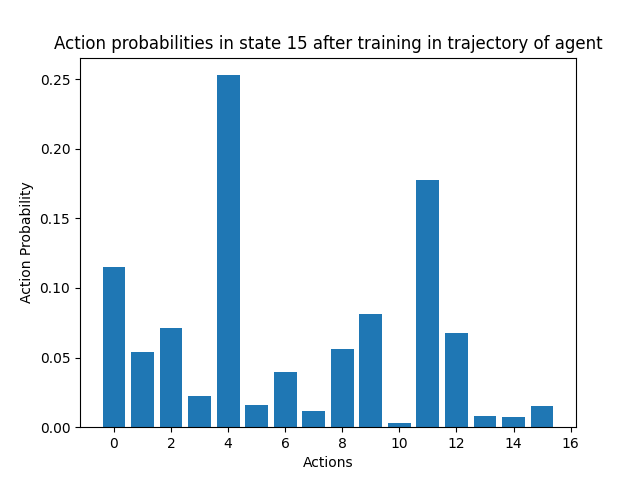 Action probabilities in state 15 after training in trajectory of agent
0.25
0.20
0.15
0.10
0.05
0.00
Action Probability
0 2 4 6 8 10 12 14 16
Actions